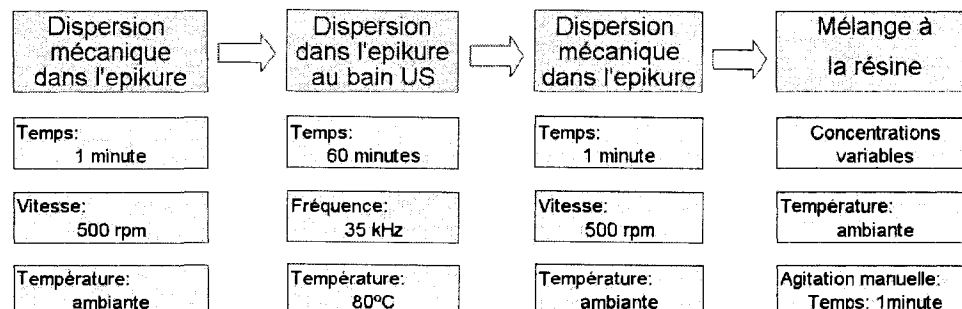 Dispersion
mécanique
dans l'epikure
Dispersion
dans l'epikure
au bain US
Dispersion
mécanique
dans l'epikure
Mélange à
la résine
Temps:
1 minute
Temps:
60 minutes
Temps:
1 minute
Concentrations
variables
Vitesse:
500 rpm
Fréquence:
35 kHz
Vitesse:
500 rpm
Température:
ambiante
Température:
ambiante
Température:
80ºC
Température:
ambiante
Agitation manuelle:
Temps: 1minute